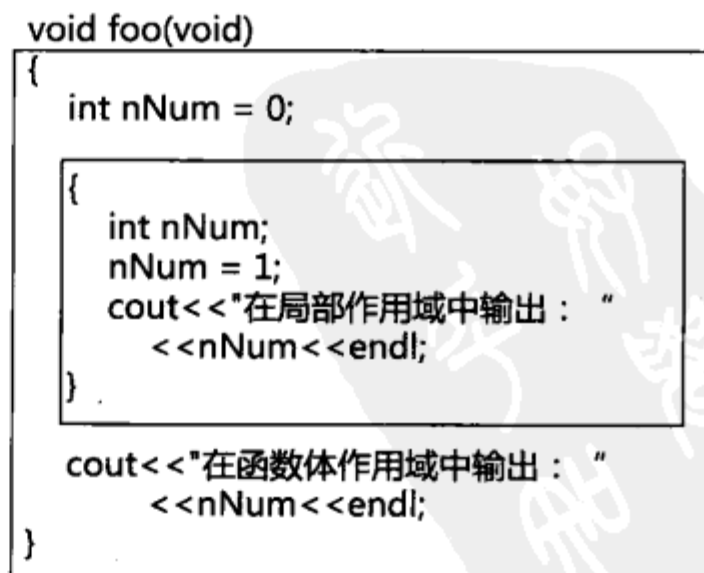 void foo(void)
{
int nNum = 0;
{
int nNum;
nNum = 1;
cout<<"在局部作用域中输出： “
<<nNum<<endl;
}
cout<<"在函数体作用域中输出： "
<<nNum<<endl;
}